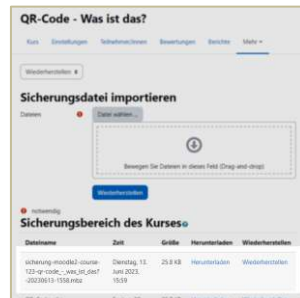 QR-Code - Was ist das?
Kurs Einstellungen Teilnehmer/innen Bewertungen Berichte Mehr
Wiederherstellen
Sicherungsdatei importieren
Dateien Datei wählen ...
Bewegen Sie Dateien in dieses Feld (Drag-and-drop)
Wiederherstellen
notwendig
Sicherungsbereich des Kurses
Dateiname Zeit Größe Herunterladen Wiederherstellen
sicherung-moodle2-course Dienstag, 13. 25.8 KB Herunterladen Wiederherstellen
-123-qr-code_-_was_ist_das? Juni 2023,
-20230613-1558.mbz 15:59